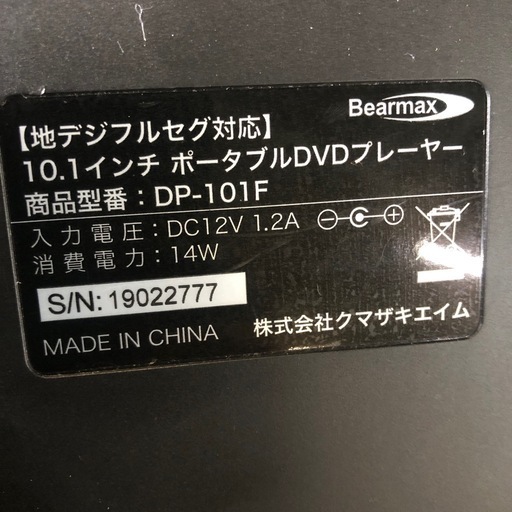 Bearmax
【地デジフルセグ対応】
10.1インチ ポータブルDVDプレーヤー
商品型番：DP-101F
入力電圧：DC12V 1.2A
消費電力：14W
S/N: 19022777
MADE IN CHINA
株式会社クマザキエイム